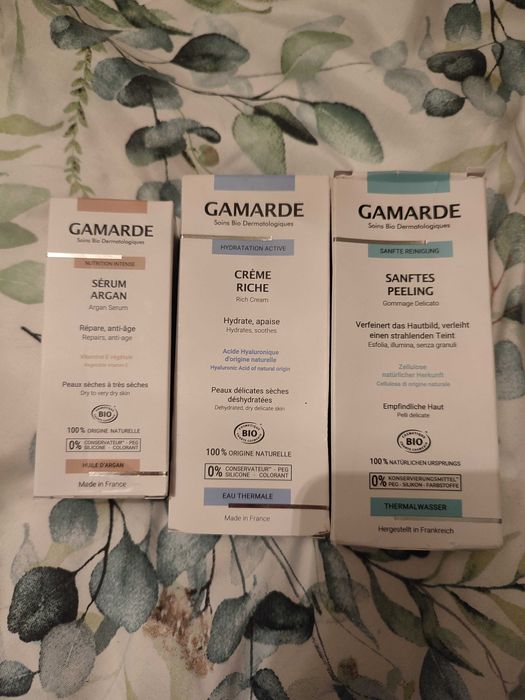 GAMARDE
Soins Bio Dermatologiques
NUTRITION INTENSE
SÉRUM
ARGAN
Argan Serum
Répare, anti-âge
Repairs, anti-age
Vitamine E végétale
Vegetable vitamin E
Peaux sèches à très sèches
Dry to very dry skin
COSMÉTIQUE
BIO
100% ORIGINE NATURELLE
0% CONSERVATEUR** - PEG
SILICONE - COLORANT
HUILE D'ARGAN
Made in France
GAMARDE
Soins Bio Dermatologiques
HYDRATATION ACTIVE
CRÈME
RICHE
Rich Cream
Hydrate, apaise
Hydrates, soothes
Acide Hyaluronique
d'origine naturelle
Hyaluronic Acid of natural origin
Peaux délicates sèches
déshydratées
Dehydrated, dry delicate skin
COSMÉTIQUE
BIO
100% ORIGINE NATURELLE
0% CONSERVATEUR** - PEG
SILICONE - COLORANT
EAU THERMALE
Made in France
GAMARDE
Soins Bio Dermatologiques
SANFTE REINIGUNG
SANFTES
PEELING
Gommage Delicato
Verfeinert das Hautbild, verleiht
einen strahlenden Teint
Esfolia, illumina, senza granuli
Zellulose
natürlicher Herkunft
Cellulosa di origine naturale
Empfindliche Haut
Pelli delicate
COSMÉTIQUE
BIO
100% NATÜRLICHEN URSPRUNGS
0% KONSERVIERUNGSMITTEL**
PEG - SILIKON - FARBSTOFFE
THERMALWASSER
Hergestellt in Frankreich